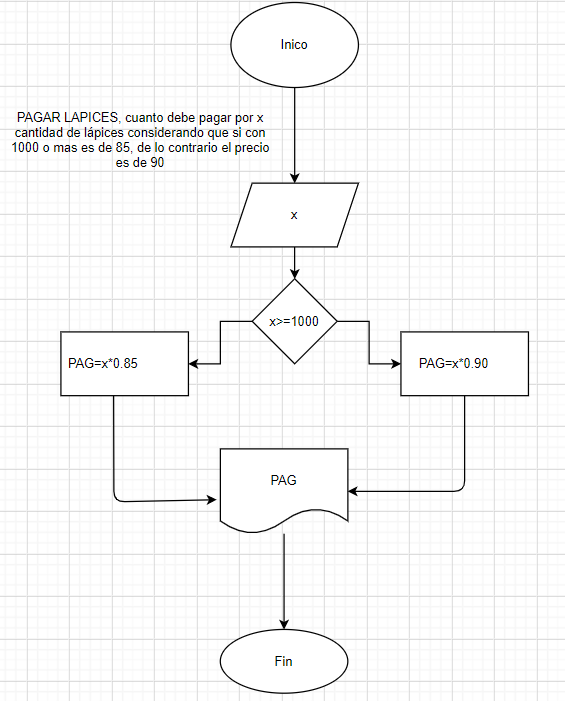 Inico
PAGAR LAPICES, cuanto debe pagar por x
cantidad de lápices considerando que si con
1000 o mas es de 85, de lo contrario el precio
es de 90
x
x>=1000
PAG=x*0.85
PAG=x*0.90
PAG
Fin